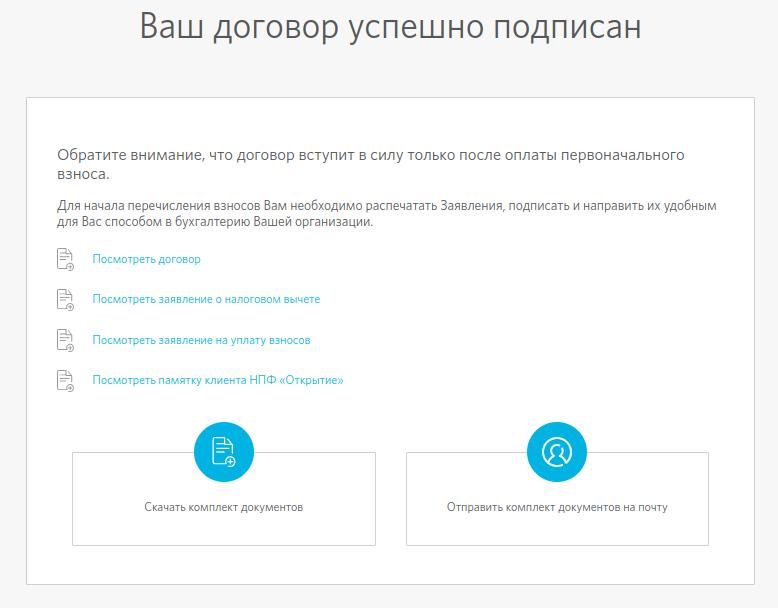 Ваш договор успешно подписан
Обратите внимание, что договор вступит в силу только после оплаты первоначального
взноса.
Для начала перечисления взносов Вам необходимо распечатать Заявления, подписать и направить их удобным
для Вас способом в бухгалтерию Вашей организации.
Посмотреть договор
Посмотреть заявление о налоговом вычете
Посмотреть заявление на уплату взносов
Посмотреть памятку клиента НПФ «Открытие»
Скачать комплект документов
Отправить комплект документов на почту